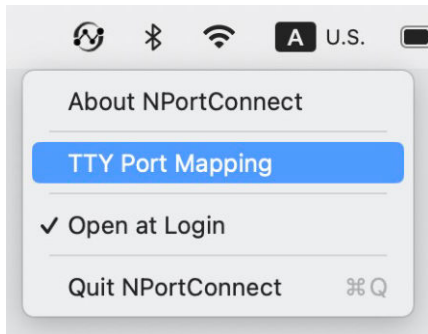 A U.S.
About NPortConnect
TTY Port Mapping
✓ Open at Login
Quit NPortConnect ⌘Q